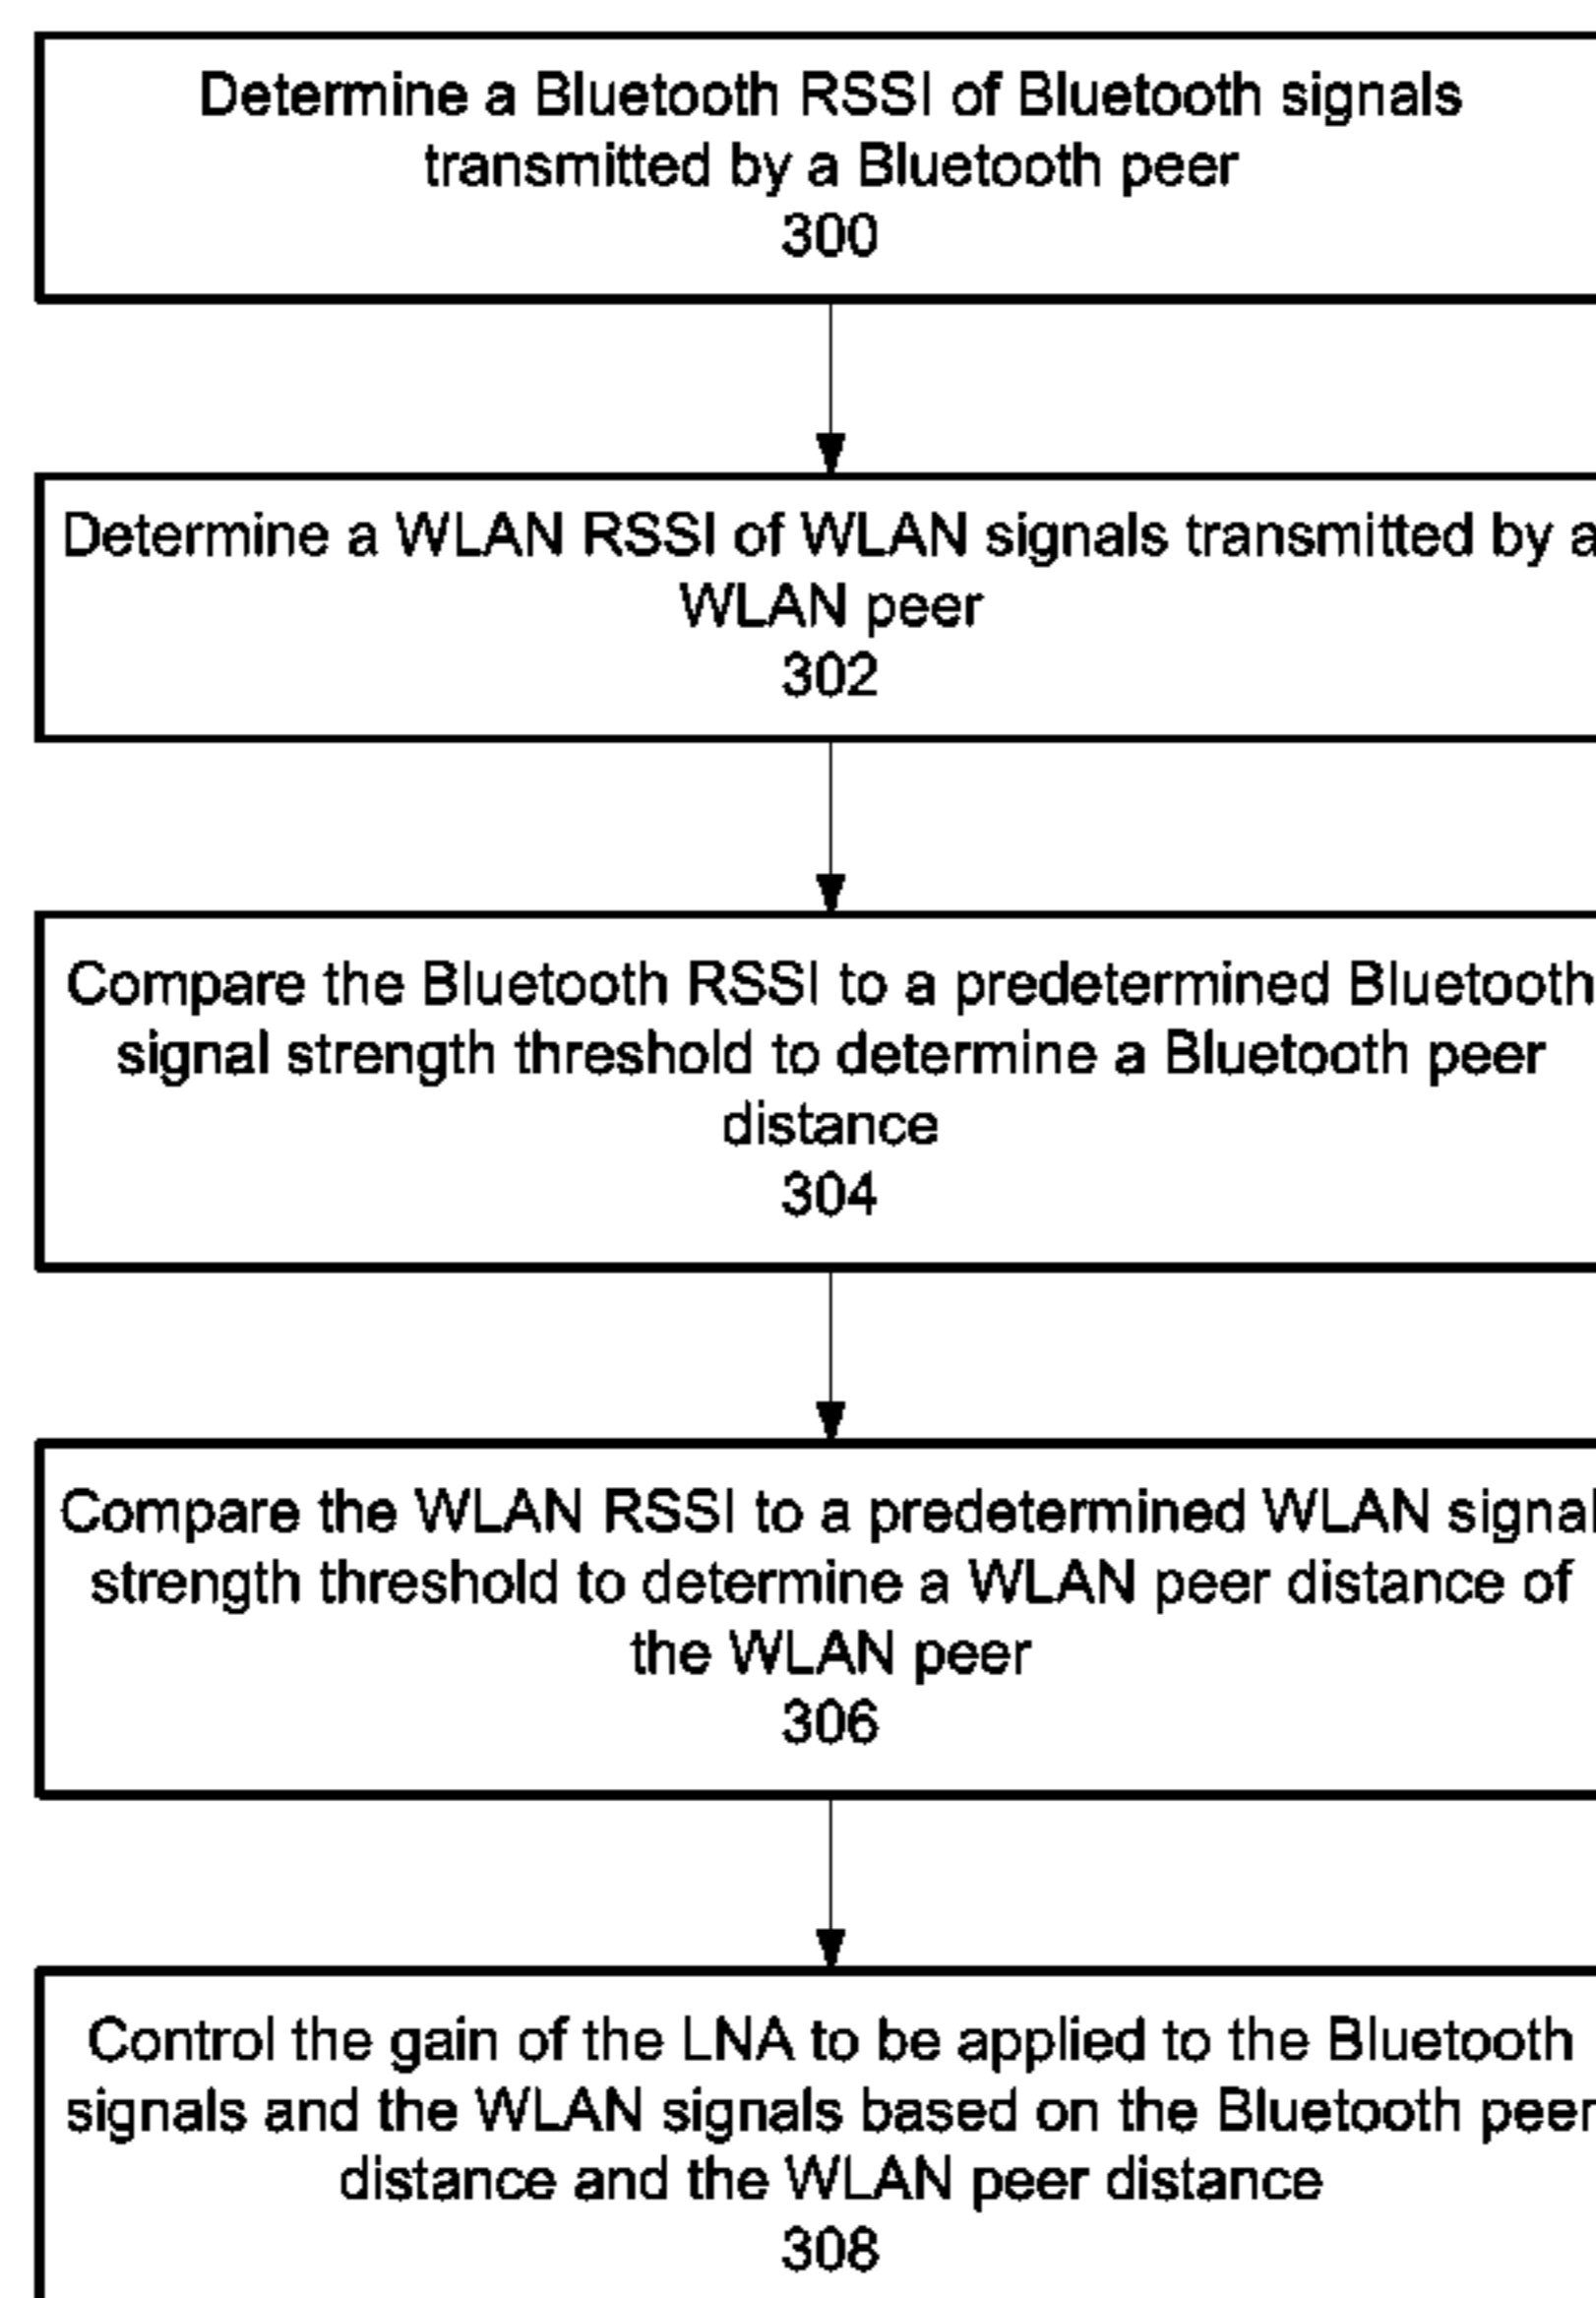 Determine a Bluetooth RSSI of Bluetooth signals
transmitted by a Bluetooth peer
300
Determine a WLAN RSSI of WLAN signals transmitted by a
WLAN peer
302
Compare the Bluetooth RSSI to a predetermined Bluetooth
signal strength threshold to determine a Bluetooth peer
distance
304
Compare the WLAN RSSI to a predetermined WLAN signal
strength threshold to determine a WLAN peer distance of
the WLAN peer
306
Control the gain of the LNA to be applied to the Bluetooth
signals and the WLAN signals based on the Bluetooth peer
distance and the WLAN peer distance
308